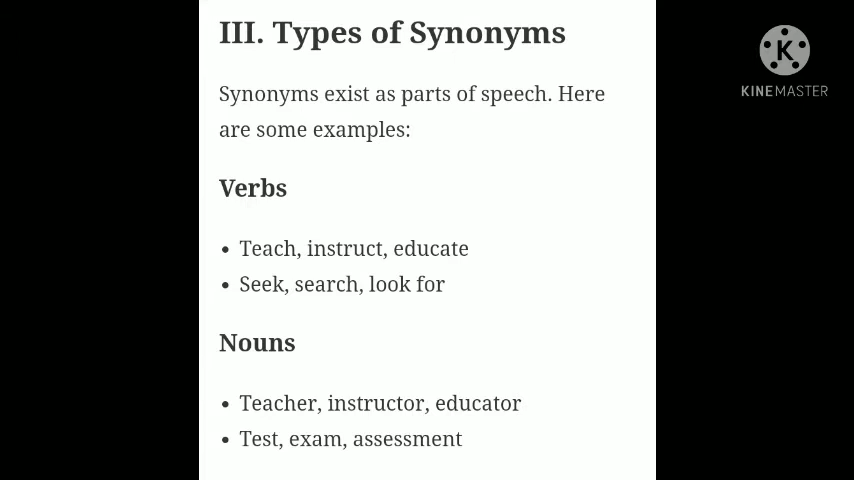 III. Types of Synonyms
Synonyms exist as parts of speech. Here
are some examples:
Verbs
• Teach, instruct, educate
• Seek, search, look for
Nouns
• Teacher, instructor, educator
• Test, exam, assessment
K
KINEMASTER